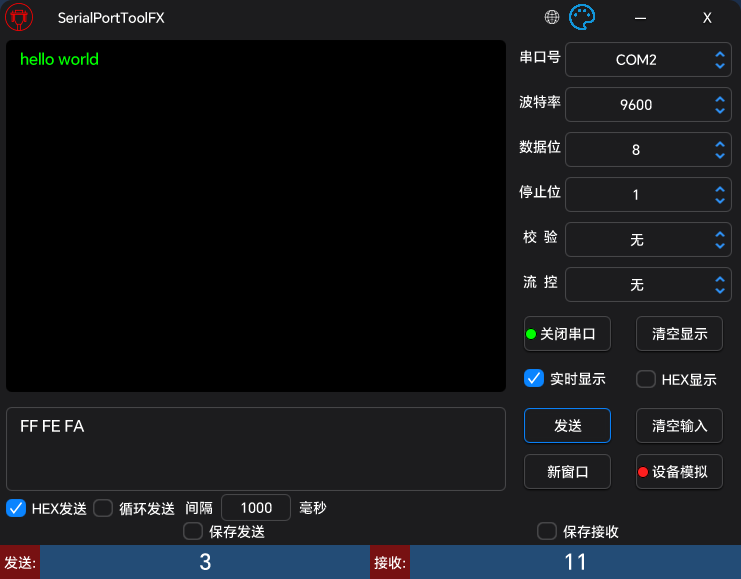 SerialPortToolFX
X
hello world
串口号 COM2
波特率 9600
数据位 8
停止位 1
校 验 无
流 控 无
关闭串口 清空显示
实时显示 HEX显示
FF FE FA
发送 清空输入
新窗口 设备模拟
HEX发送 循环发送 间隔 1000 毫秒
保存发送 保存接收
发送: 3 接收: 11